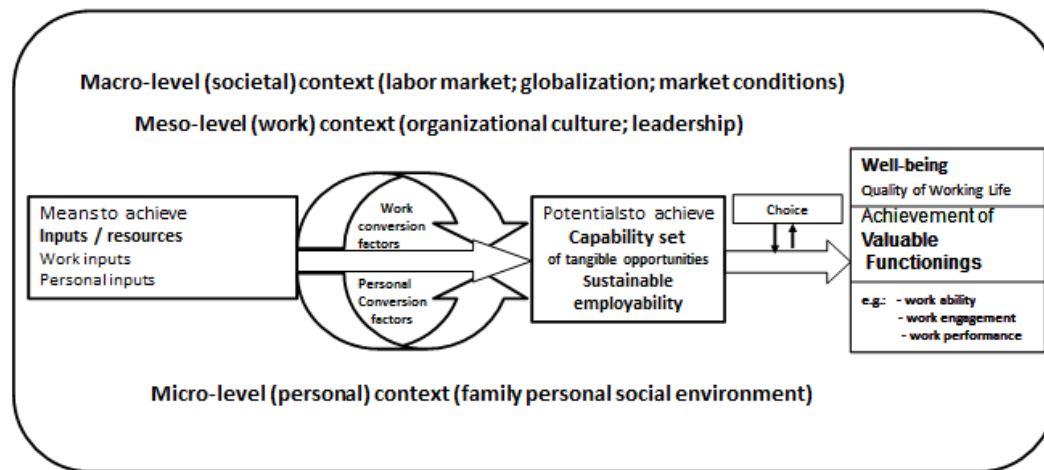 Macro-level (societal) context (labor market; globalization; market conditions)
Meso-level (work) context (organizational culture; leadership)
Means to achieve
Inputs / resources
Work inputs
Personal inputs
Work
conversion
factors
Personal
Conversion
factors
Potentials to achieve
Capability set
of tangible opportunities
Sustainable
employability
Choice
Well-being
Quality of Working Life
Achievement of
Valuable
Functionings
e.g.: - work ability
- work engagement
- work performance
Micro-level (personal) context (family personal social environment)